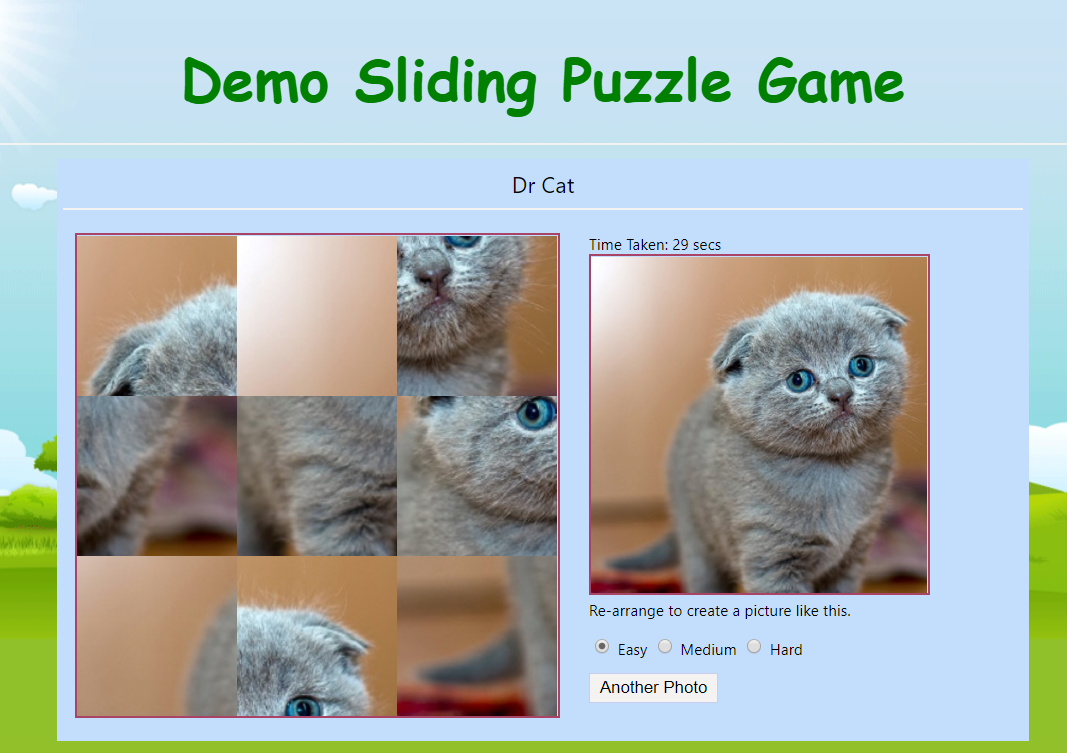 Demo Sliding Puzzle Game
Dr Cat
Time Taken: 29 secs
Re-arrange to create a picture like this.
Easy Medium Hard
Another Photo